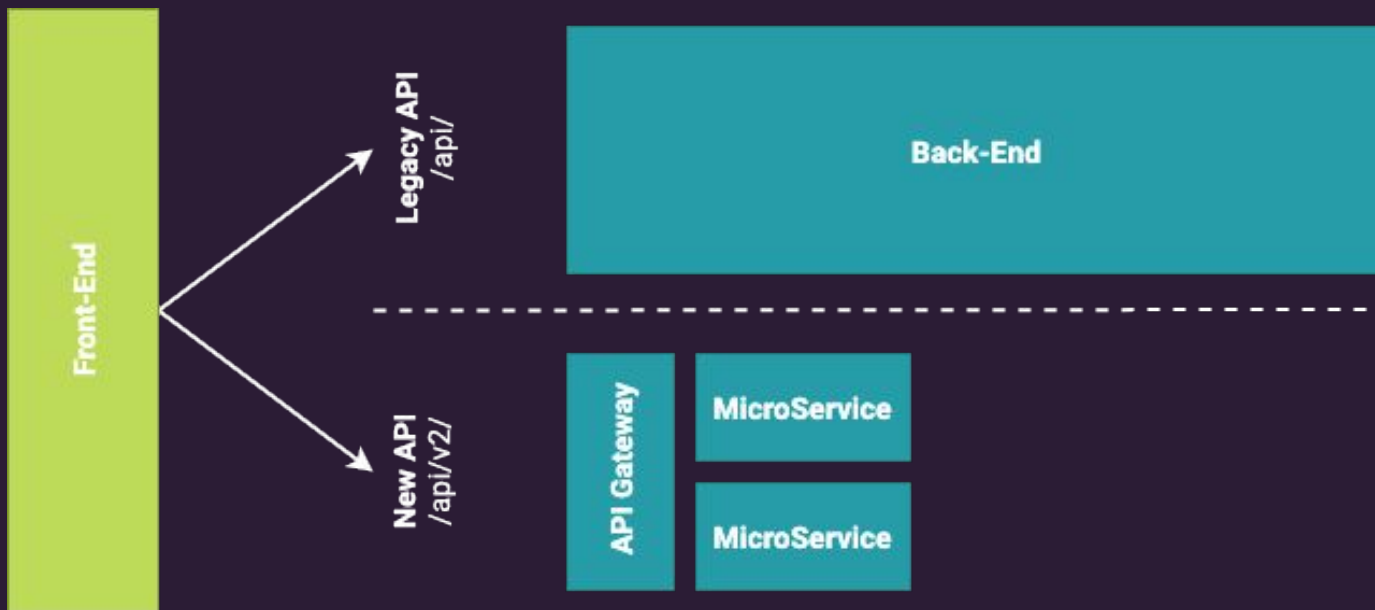 Front-End
Legacy API
/api/
Back-End
New API
/api/v2/
API Gateway
MicroService
MicroService